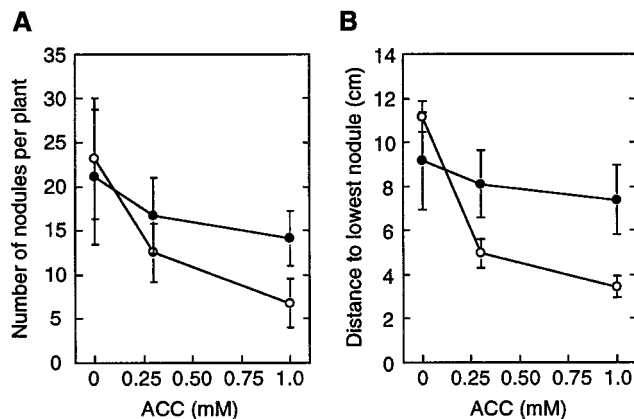 A
Number of nodules per plant
35
30
25
20
15
10
5
0
0 0.25 0.50 0.75 1.0
ACC (mM)
B
Distance to lowest nodule (cm)
14
12
10
8
6
4
2
0
0 0.25 0.50 0.75 1.0
ACC (mM)